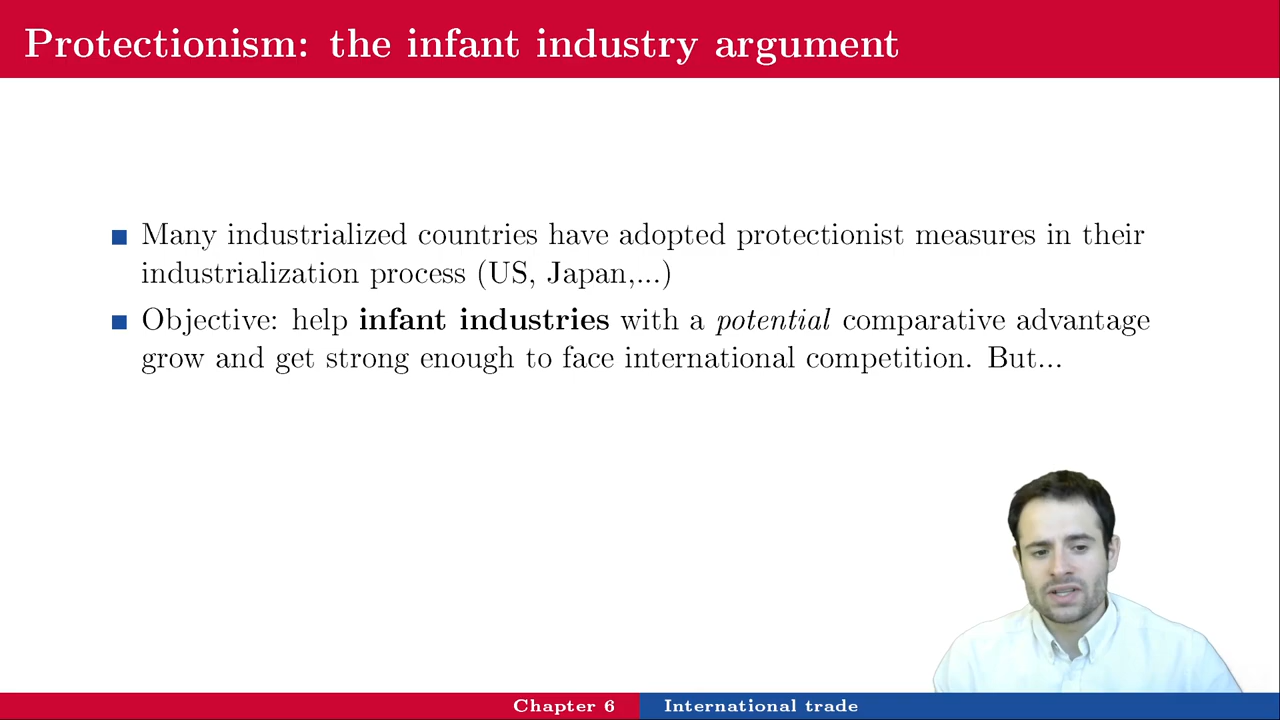 Protectionism: the infant industry argument
Many industrialized countries have adopted protectionist measures in their
industrialization process (US, Japan,...)
Objective: help infant industries with a potential comparative advantage
grow and get strong enough to face international competition. But...
Chapter 6
International trade